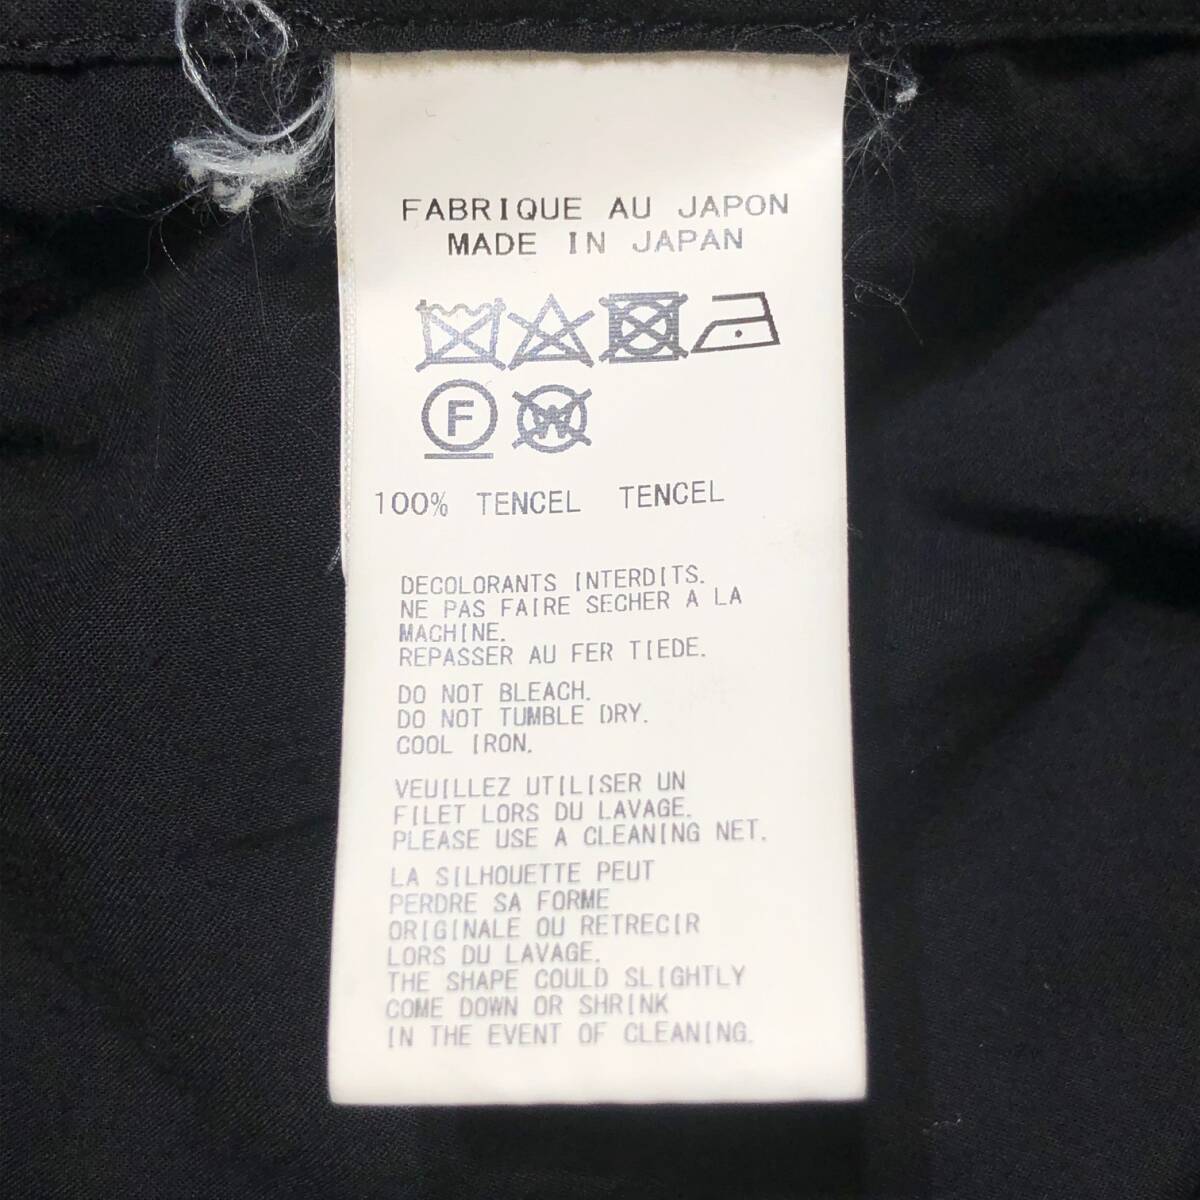 FABRIQUE AU JAPON
MADE IN JAPAN
F W
100% TENCEL TENCEL
DECOLORANTS INTERDITS.
NE PAS FAIRE SECHER A LA
MACHINE.
REPASSER AU FER TIEDE.
DO NOT BLEACH.
DO NOT TUMBLE DRY.
COOL IRON.
VEUILLEZ UTILISER UN
FILET LORS DU LAVAGE.
PLEASE USE A CLEANING NET.
LA SILHOUETTE PEUT
PERDRE SA FORME
ORIGINALE OU RETRECIR
LORS DU LAVAGE.
THE SHAPE COULD SLIGHTLY
COME DOWN OR SHRINK
IN THE EVENT OF CLEANING.